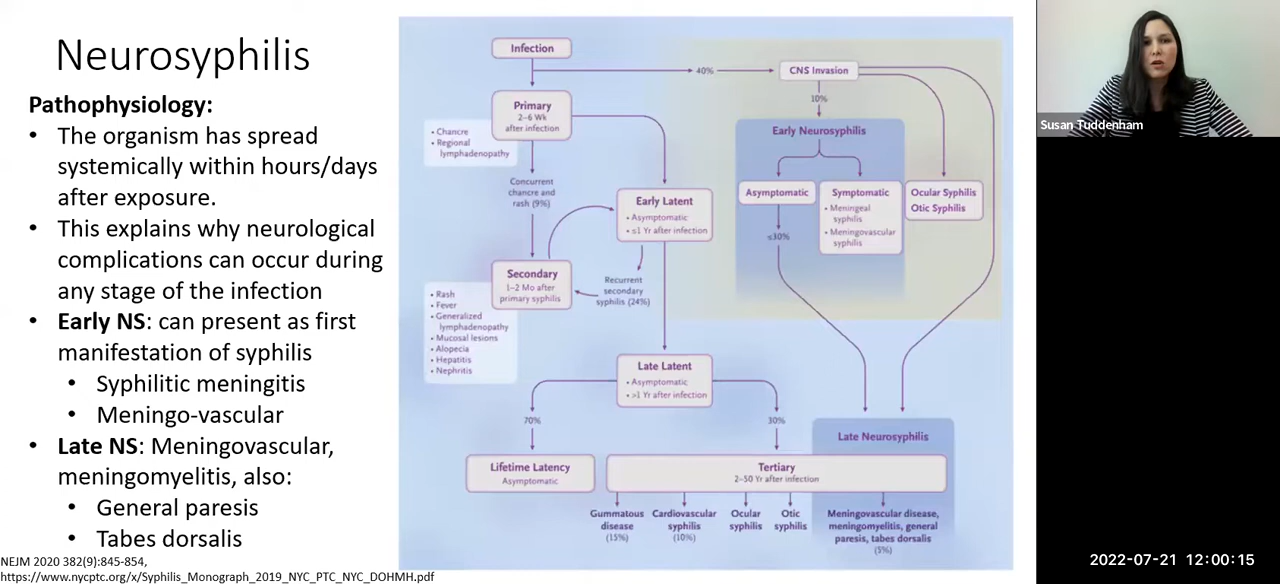 Neurosyphilis
Pathophysiology:
• The organism has spread
systemically within hours/days
after exposure.
• This explains why neurological
complications can occur during
any stage of the infection
• Early NS: can present as first
manifestation of syphilis
• Syphilitic meningitis
• Meningo-vascular
• Late NS: Meningovascular,
meningomyelitis, also:
• General paresis
• Tabes dorsalis
NEJM 2020 382(9):845-854,
https://www.nycptc.org/x/Syphilis_Monograph_2019_NYC_PTC_NYC_DOHMH.pdf
Infection
40%
CNS Invasion
10%
Primary
2–6 Wk
after infection
• Chancre
• Regional
lymphadenopathy
Concurrent
chancre and
rash (9%)
Early Neurosyphilis
Asymptomatic
≤30%
Symptomatic
• Meningeal
syphilis
• Meningovascular
syphilis
Ocular Syphilis
Otic Syphilis
Early Latent
• Asymptomatic
• ≤1 Yr after infection
Secondary
1–2 Mo after
primary syphilis
Recurrent
secondary
syphilis (24%)
• Rash
• Fever
• Generalized
lymphadenopathy
• Mucosal lesions
• Alopecia
• Hepatitis
• Nephritis
Late Latent
• Asymptomatic
• >1 Yr after infection
70%
30%
Late Neurosyphilis
Lifetime Latency
Asymptomatic
Tertiary
2–50 Yr after infection
Gummatous
disease
(15%)
Cardiovascular
syphilis
(10%)
Ocular
syphilis
Otic
syphilis
Meningovascular disease,
meningomyelitis, general
paresis, tabes dorsalis
(5%)
Susan Tuddenham
2022-07-21 12:00:15